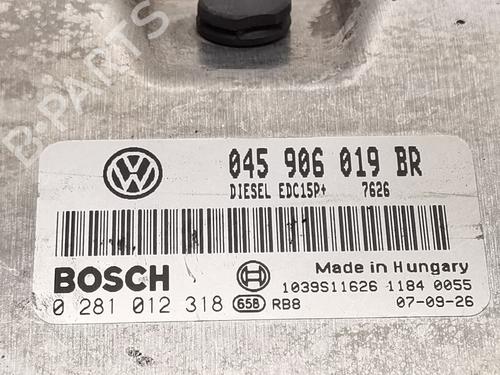 B-PARTS
045 906 019 BR
DIESEL EDC15P+ 7626
BOSCH
Made in Hungary
1039S11626 1184 0055
0 281 012 318 658 RB8 07-09-26